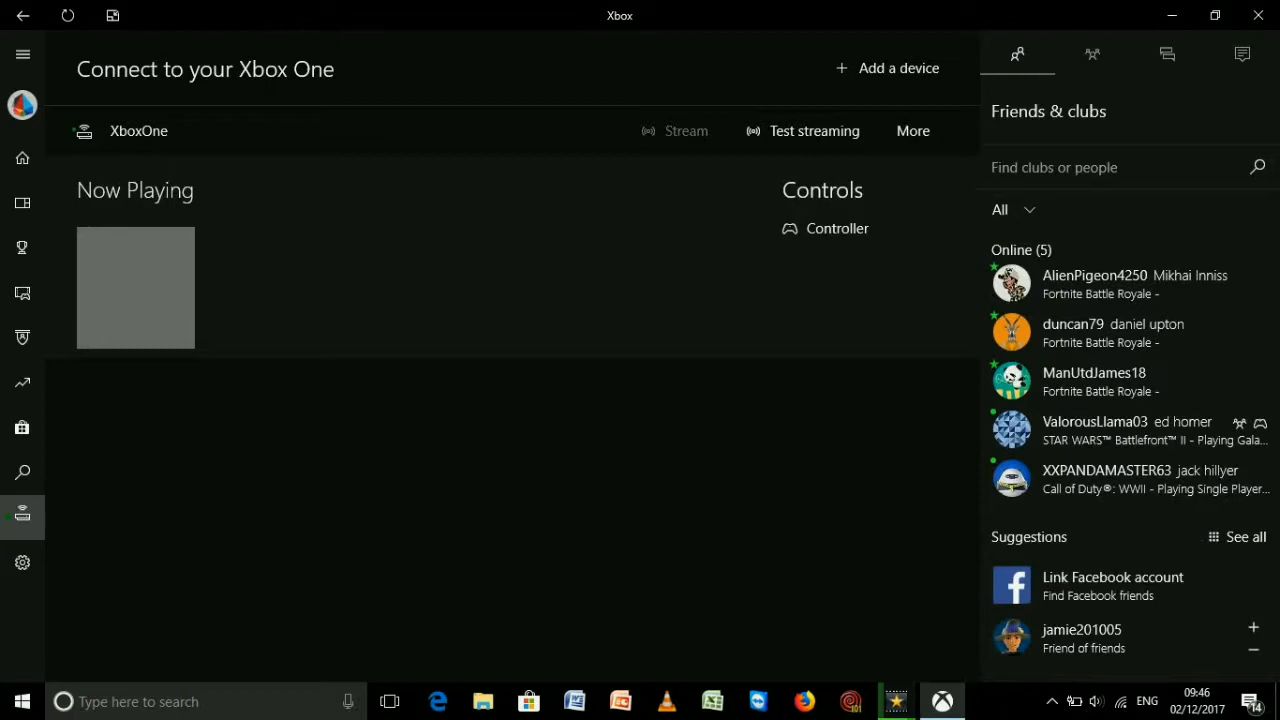 Xbox
Connect to your Xbox One
+ Add a device
XboxOne
Stream
Test streaming
More
Now Playing
Controls
Controller
Friends & clubs
Find clubs or people
All
Online (5)
AlienPigeon4250 Mikhai Inniss
Fortnite Battle Royale -
duncan79 daniel upton
Fortnite Battle Royale -
ManUtdJames18
Fortnite Battle Royale -
ValorousLlama03 ed homer
STAR WARS™ Battlefront™ II - Playing Gala...
XXPANDAMASTER63 jack hillyer
Call of Duty®: WWII - Playing Single Player...
Suggestions
See all
Link Facebook account
Find Facebook friends
jamie201005
Friend of friends
Type here to search
101
ENG
09:46
02/12/2017
14